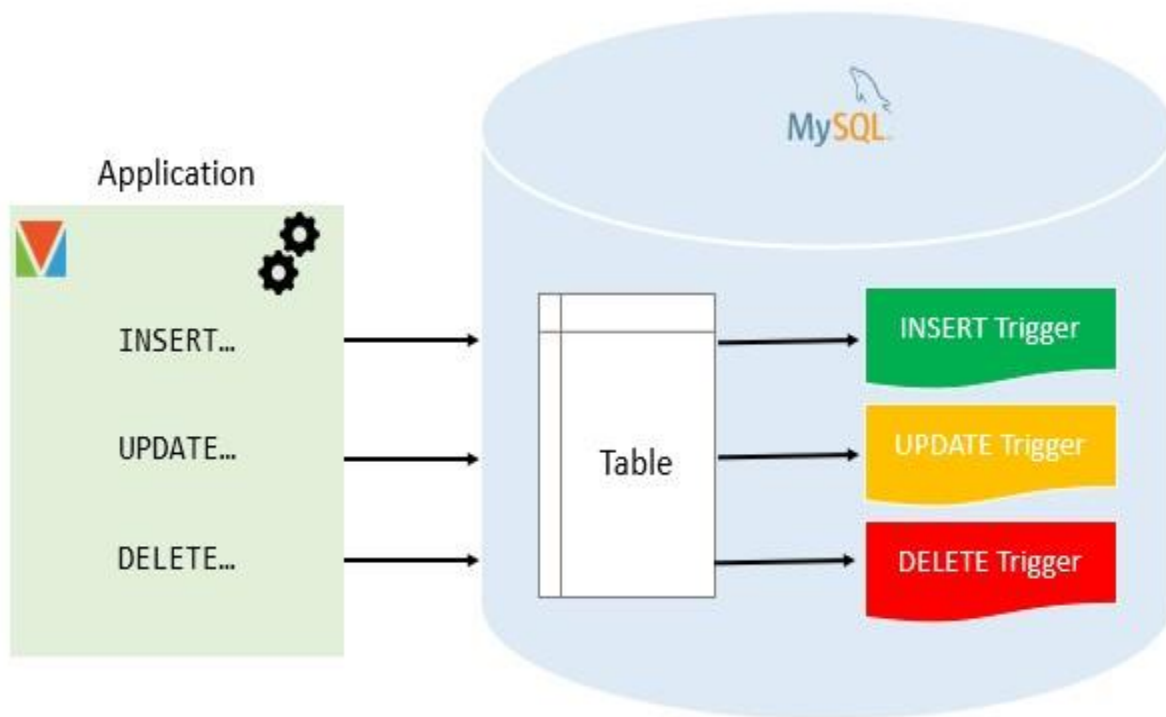 MySQL
Application
INSERT…
UPDATE…
DELETE…
Table
INSERT Trigger
UPDATE Trigger
DELETE Trigger